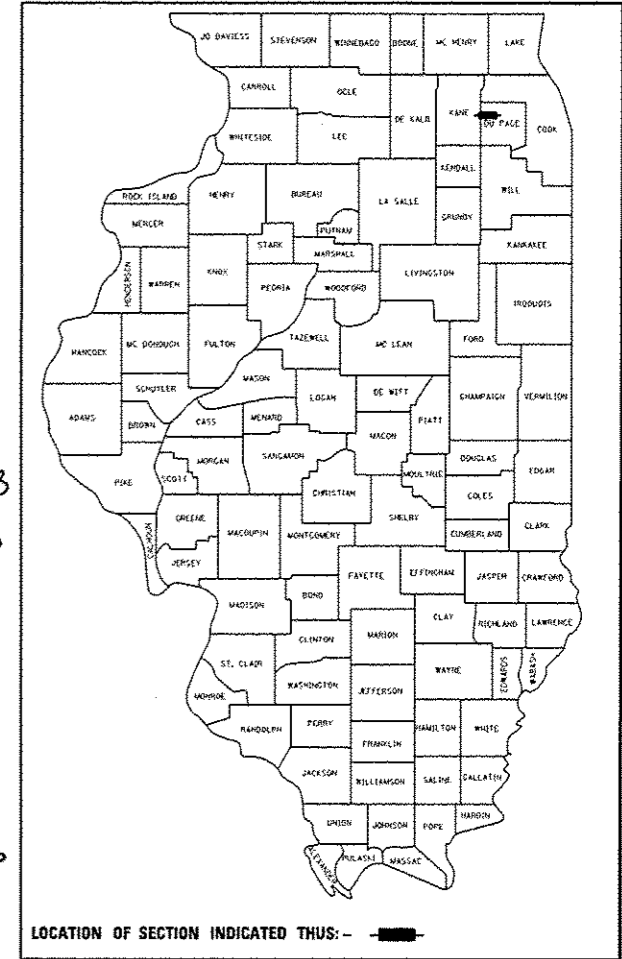 JO DAVIESS STEVENSON WINNEBAGO BOONE MC HENRY LAKE
CARROLL OGLE DE KALB KANE DU PAGE COOK
WHITESIDE LEE
KENDALL
ROCK ISLAND HENRY BUREAU LA SALLE GRUNDY WILL
MERCER PUTNAM KANKAKEE
STARK MARSHALL
HENDERSON WARREN KNOX PEORIA WOODFORD LIVINGSTON IROQUOIS
HANCOCK MC DONOUGH FULTON TAZEWELL MC LEAN FORD
MASON
SCHUYLER LOGAN DE WITT CHAMPAIGN VERMILION
ADAMS BROWN CASS MENARD MACON PIATT
MORGAN SANGAMON DOUGLAS EDGAR
PIKE SCOTT CHRISTIAN MOULTRIE COLES
GREENE MACOUPIN MONTGOMERY SHELBY CUMBERLAND CLARK
CALHOUN JERSEY
FAYETTE EFFINGHAM JASPER CRAWFORD
MADISON BOND
CLINTON MARION CLAY RICHLAND LAWRENCE
ST. CLAIR WAYNE EDWARDS WABASH
MONROE WASHINGTON JEFFERSON
RANDOLPH PERRY HAMILTON WHITE
FRANKLIN
JACKSON WILLIAMSON SALINE GALLATIN
UNION JOHNSON POPE HARDIN
ALEXANDER PULASKI MASSAC
LOCATION OF SECTION INDICATED THUS: -